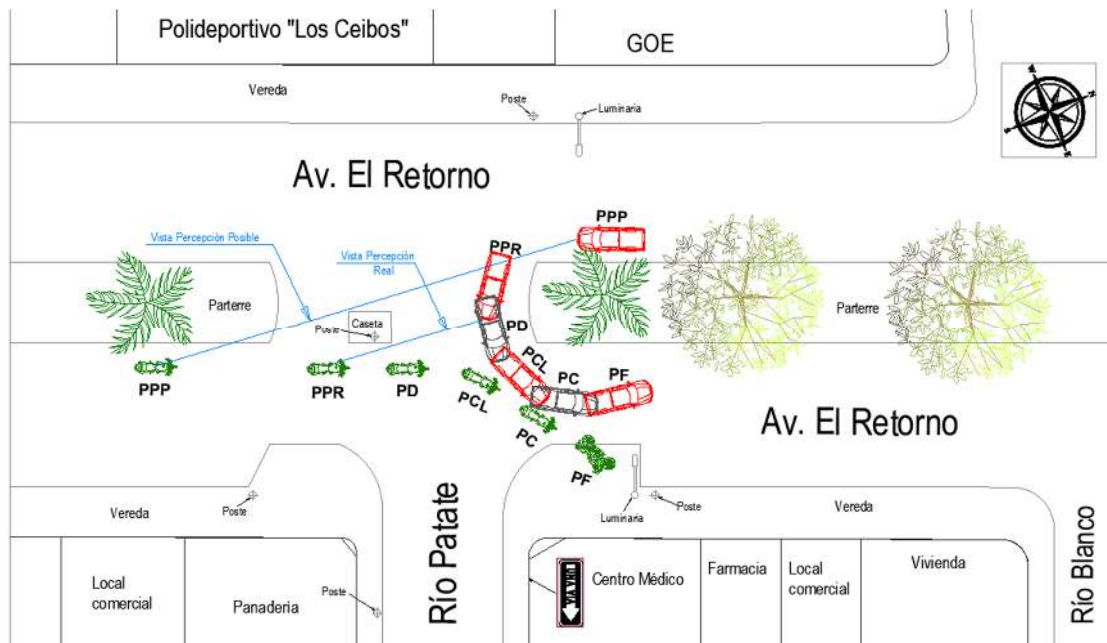 Polideportivo "Los Ceibos"
GOE
Vereda
Poste
Luminaria
Av. El Retorno
PPP
Vista Percepción Posible
Vista Percepción
Real
PPR
Parterre
Caseta
Poste
PD
Parterre
PPP
PPR
PD
PCL
PCL
PC
PF
PC
PF
Av. El Retorno
Vereda
Poste
Río Patate
Luminaria
Poste
Vereda
Río Blanco
Local
comercial
Panaderia
Poste
UNA VIA
Centro Médico
Farmacia
Local
comercial
Vivienda